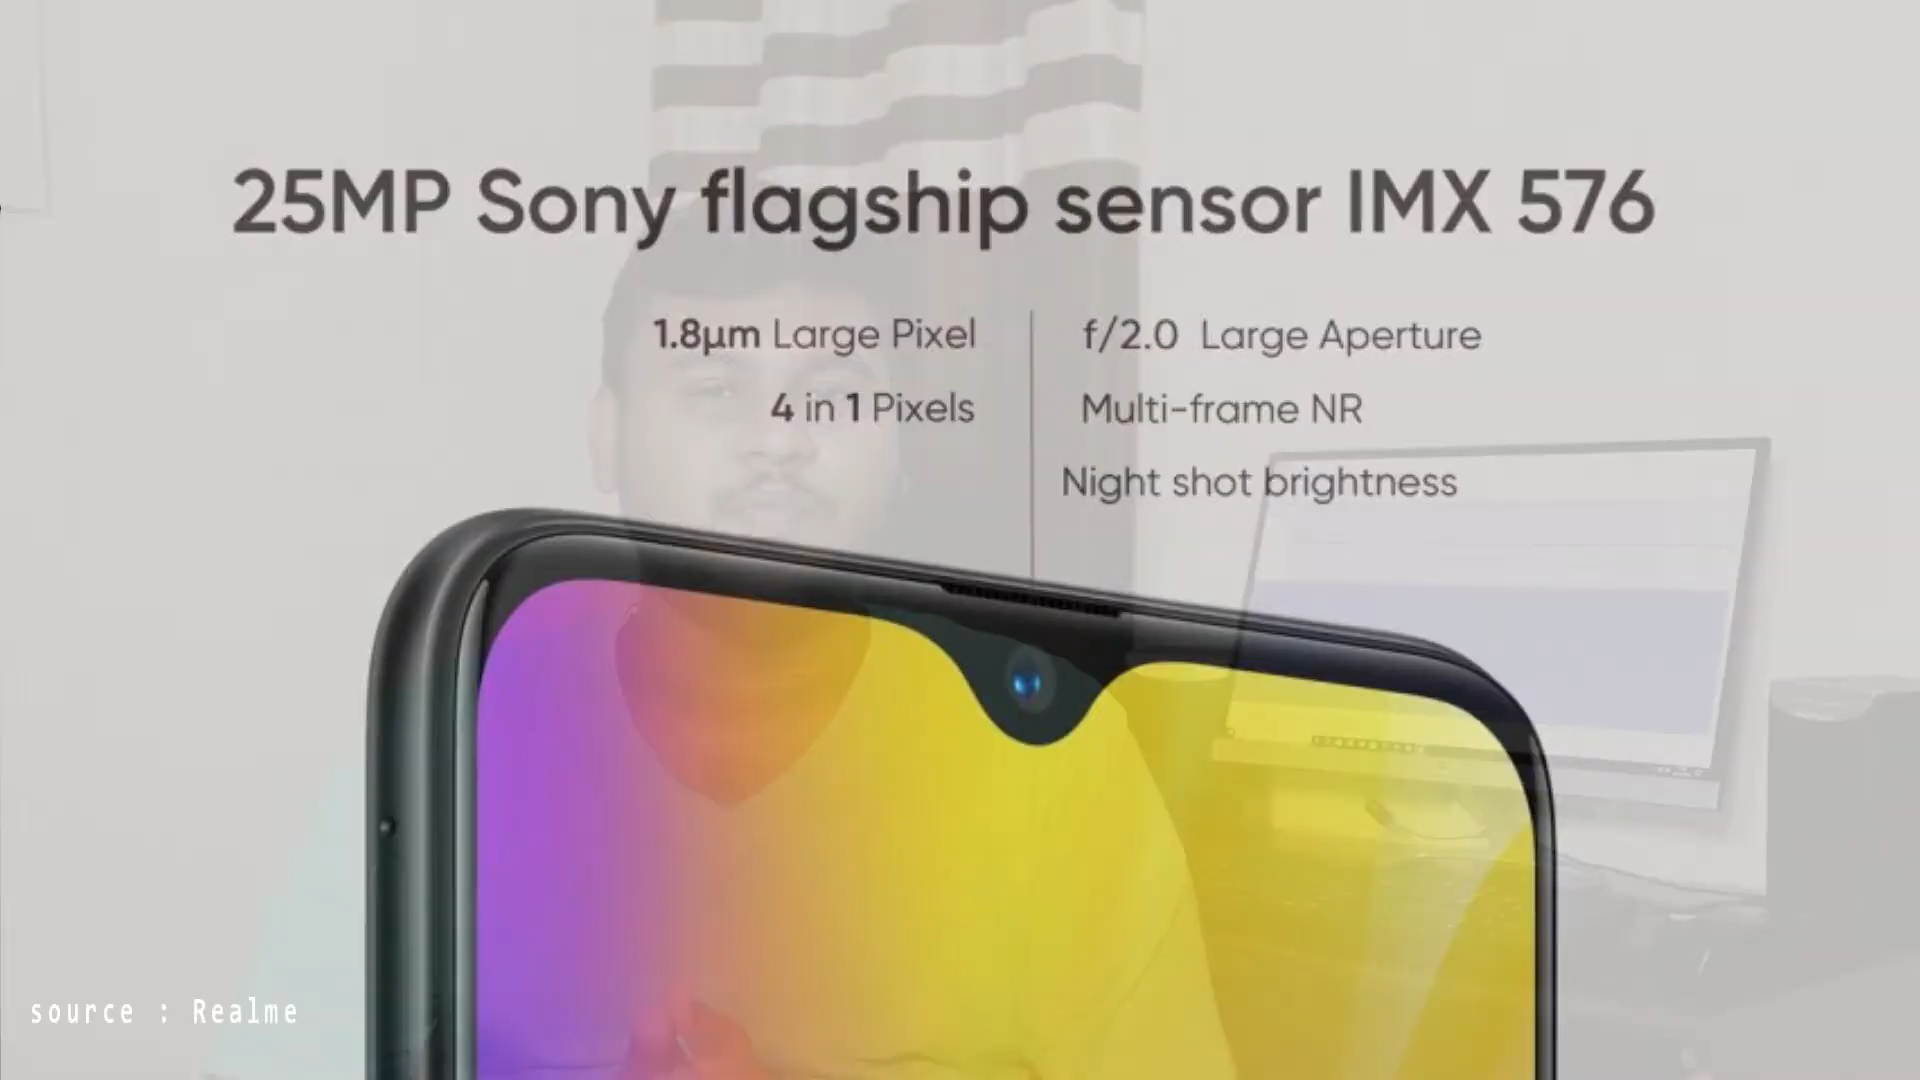 25MP Sony flagship sensor IMX 576
1.8µm Large Pixel
4 in 1 Pixels
f/2.0 Large Aperture
Multi-frame NR
Night shot brightness
source : Realme